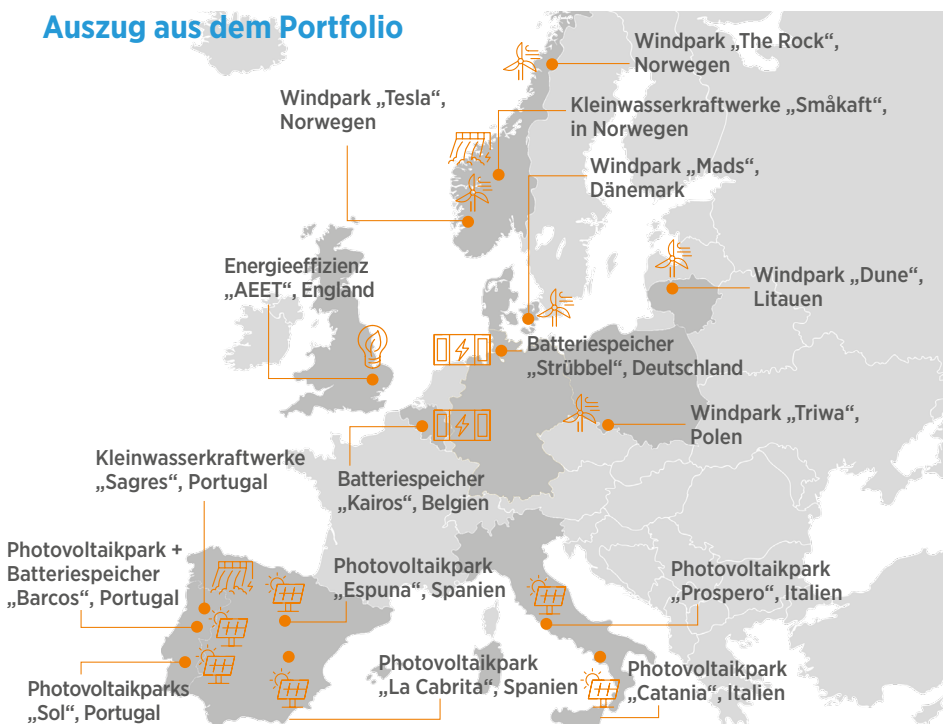 Auszug aus dem Portfolio
Windpark „The Rock“,
Norwegen
Windpark „Tesla“,
Norwegen
Kleinwasserkraftwerke „Småkaft“,
in Norwegen
Windpark „Mads“,
Dänemark
Energieeffizienz
„AEET“, England
Windpark „Dune“,
Litauen
Batteriespeicher
„Strübbel“, Deutschland
Windpark „Triwa“,
Polen
Kleinwasserkraftwerke
„Sagres“, Portugal
Batteriespeicher
„Kairos“, Belgien
Photovoltaikpark +
Batteriespeicher
„Barcos“, Portugal
Photovoltaikpark
„Espuna“, Spanien
Photovoltaikpark
„Prospero“, Italien
Photovoltaikparks
„Sol“, Portugal
Photovoltaikpark
„La Cabrita“, Spanien
Photovoltaikpark
„Catania“, Italien